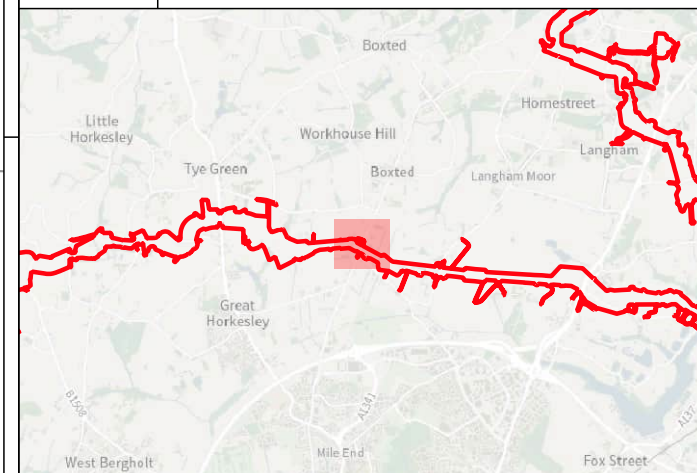 Boxted
Homestreet
Little
Horkesley
Workhouse Hill
Langham
Tye Green
Boxted
Langham Moor
Great
Horkesley
B1508
A134
Mile End
West Bergholt
Fox Street